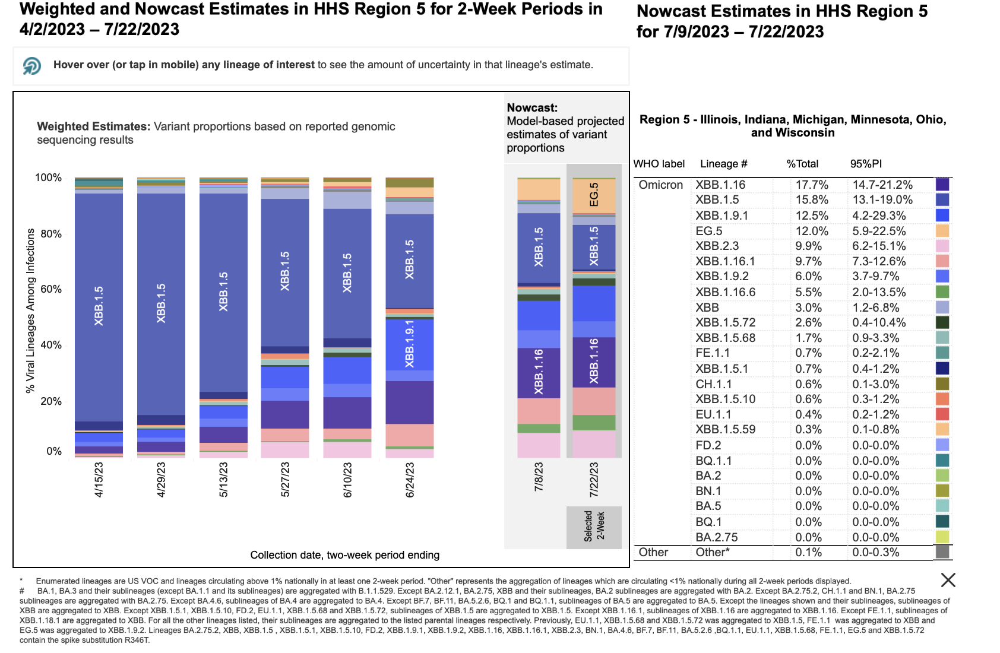 Weighted and Nowcast Estimates in HHS Region 5 for 2-Week Periods in
4/2/2023 – 7/22/2023
Hover over (or tap in mobile) any lineage of interest to see the amount of uncertainty in that lineage's estimate.
Weighted Estimates: Variant proportions based on reported genomic
sequencing results
Nowcast:
Model-based projected
estimates of variant
proportions
% Viral Lineages Among Infections
100%
80%
60%
40%
20%
0%
XBB.1.5
XBB.1.5
XBB.1.5
XBB.1.5
XBB.1.5
XBB.1.5
XBB.1.9.1
XBB.1.5
XBB.1.16
EG.5
XBB.1.5
XBB.1.16
4/15/23
4/29/23
5/13/23
5/27/23
6/10/23
6/24/23
7/8/23
7/22/23
Selected
2-Week
Collection date, two-week period ending
Nowcast Estimates in HHS Region 5
for 7/9/2023 – 7/22/2023
Region 5 - Illinois, Indiana, Michigan, Minnesota, Ohio,
and Wisconsin
WHO label Lineage # %Total 95%PI
Omicron XBB.1.16 17.7% 14.7-21.2%
XBB.1.5 15.8% 13.1-19.0%
XBB.1.9.1 12.5% 4.2-29.3%
EG.5 12.0% 5.9-22.5%
XBB.2.3 9.9% 6.2-15.1%
XBB.1.16.1 9.7% 7.3-12.6%
XBB.1.9.2 6.0% 3.7-9.7%
XBB.1.16.6 5.5% 2.0-13.5%
XBB 3.0% 1.2-6.8%
XBB.1.5.72 2.6% 0.4-10.4%
XBB.1.5.68 1.7% 0.9-3.3%
FE.1.1 0.7% 0.2-2.1%
XBB.1.5.1 0.7% 0.4-1.2%
CH.1.1 0.6% 0.1-3.0%
XBB.1.5.10 0.6% 0.3-1.2%
EU.1.1 0.4% 0.2-1.2%
XBB.1.5.59 0.3% 0.1-0.8%
FD.2 0.0% 0.0-0.0%
BQ.1.1 0.0% 0.0-0.0%
BA.2 0.0% 0.0-0.0%
BN.1 0.0% 0.0-0.0%
BA.5 0.0% 0.0-0.0%
BQ.1 0.0% 0.0-0.0%
BA.2.75 0.0% 0.0-0.0%
Other Other* 0.1% 0.0-0.3%
* Enumerated lineages are US VOC and lineages circulating above 1% nationally in at least one 2-week period. "Other" represents the aggregation of lineages which are circulating <1% nationally during all 2-week periods displayed.
# BA.1, BA.3 and their sublineages (except BA.1.1 and its sublineages) are aggregated with B.1.1.529. Except BA.2.12.1, BA.2.75, XBB and their sublineages, BA.2 sublineages are aggregated with BA.2. Except BA.2.75.2, CH.1.1 and BN.1, BA.2.75
sublineages are aggregated with BA.2.75. Except BA.4.6, sublineages of BA.4 are aggregated to BA.4. Except BF.7, BF.11, BA.5.2.6, BQ.1 and BQ.1.1, sublineages of BA.5 are aggregated to BA.5. Except the lineages shown and their sublineages, sublineages of
XBB are aggregated to XBB. Except XBB.1.5.1, XBB.1.5.10, FD.2, EU.1.1, XBB.1.5.68 and XBB.1.5.72, sublineages of XBB.1.5 are aggregated to XBB.1.5. Except XBB.1.16.1, sublineages of XBB.1.16 are aggregated to XBB.1.16. Except FE.1.1, sublineages of
XBB.1.18.1 are aggregated to XBB. For all the other lineages listed, their sublineages are aggregated to the listed parental lineages respectively. Previously, EU.1.1, XBB.1.5.68 and XBB.1.5.72 was aggregated to XBB.1.5, FE.1.1 was aggregated to XBB and
EG.5 was aggregated to XBB.1.9.2. Lineages BA.2.75.2, XBB, XBB.1.5 , XBB.1.5.1, XBB.1.5.10, FD.2, XBB.1.9.1, XBB.1.9.2, XBB.1.16, XBB.1.16.1, XBB.2.3, BN.1, BA.4.6, BF.7, BF.11, BA.5.2.6 ,BQ.1.1, EU.1.1, XBB.1.5.68, FE.1.1, EG.5 and XBB.1.5.72
contain the spike substitution R346T.